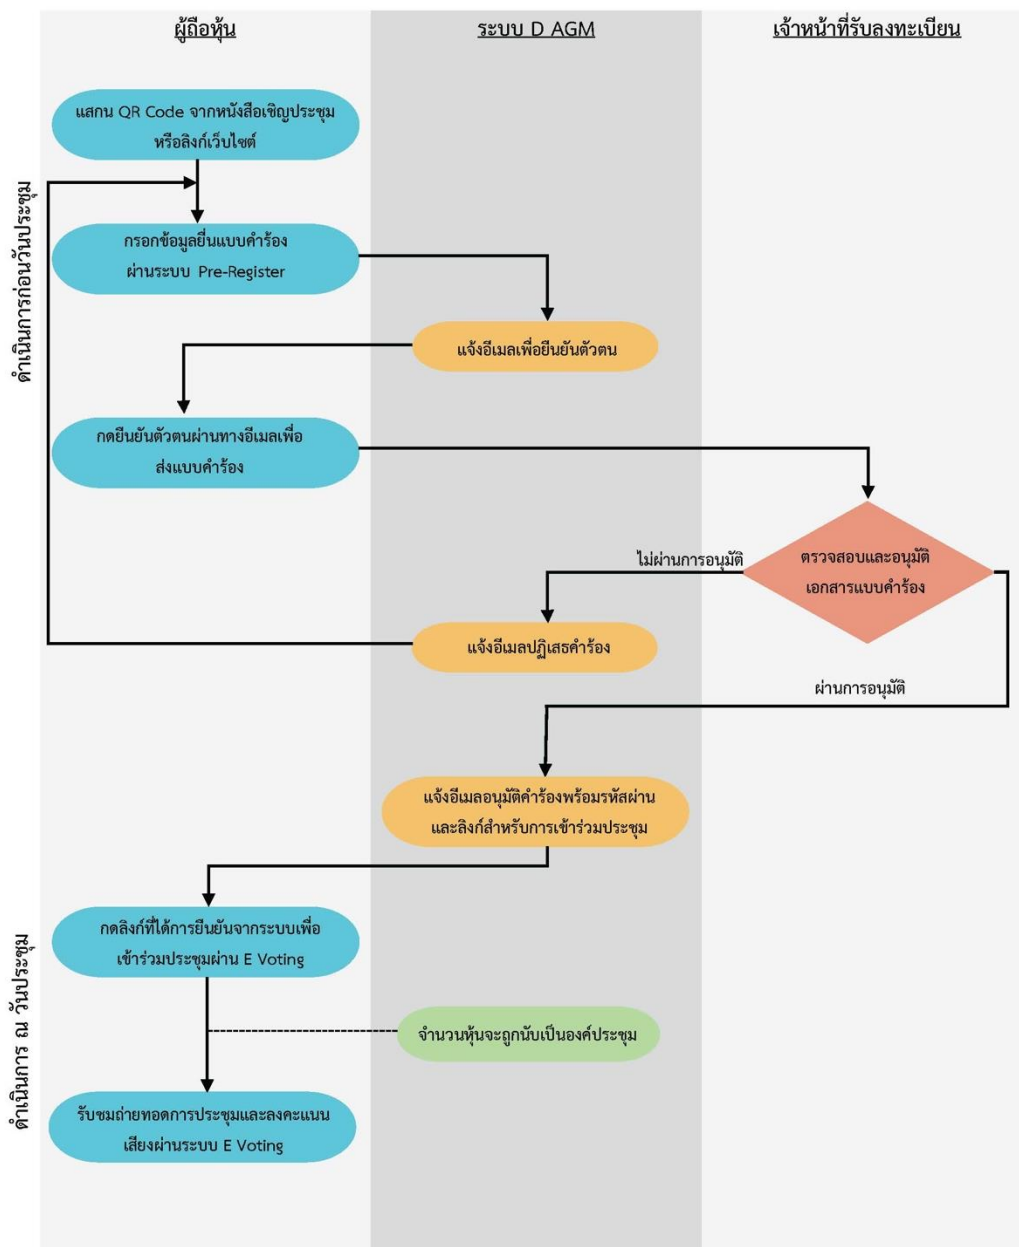 ผู้ถือหุ้น
ระบบ D AGM
เจ้าหน้าที่รับลงทะเบียน
ดำเนินการก่อนวันประชุม
แสกน QR Code จากหนังสือเชิญประชุม
หรือลิงก์เว็บไซต์
กรอกข้อมูลยื่นแบบคำร้อง
ผ่านระบบ Pre-Register
แจ้งอีเมลเพื่อยืนยันตัวตน
กดยืนยันตัวตนผ่านทางอีเมลเพื่อ
ส่งแบบคำร้อง
ไม่ผ่านการอนุมัติ
ตรวจสอบและอนุมัติ
เอกสารแบบคำร้อง
แจ้งอีเมลปฏิเสธคำร้อง
ผ่านการอนุมัติ
แจ้งอีเมลอนุมัติคำร้องพร้อมรหัสผ่าน
และลิงก์สำหรับการเข้าร่วมประชุม
ดำเนินการ ณ วันประชุม
กดลิงก์ที่ได้การยืนยันจากระบบเพื่อ
เข้าร่วมประชุมผ่าน E Voting
จำนวนหุ้นจะถูกนับเป็นองค์ประชุม
รับชมถ่ายทอดการประชุมและลงคะแนน
เสียงผ่านระบบ E Voting